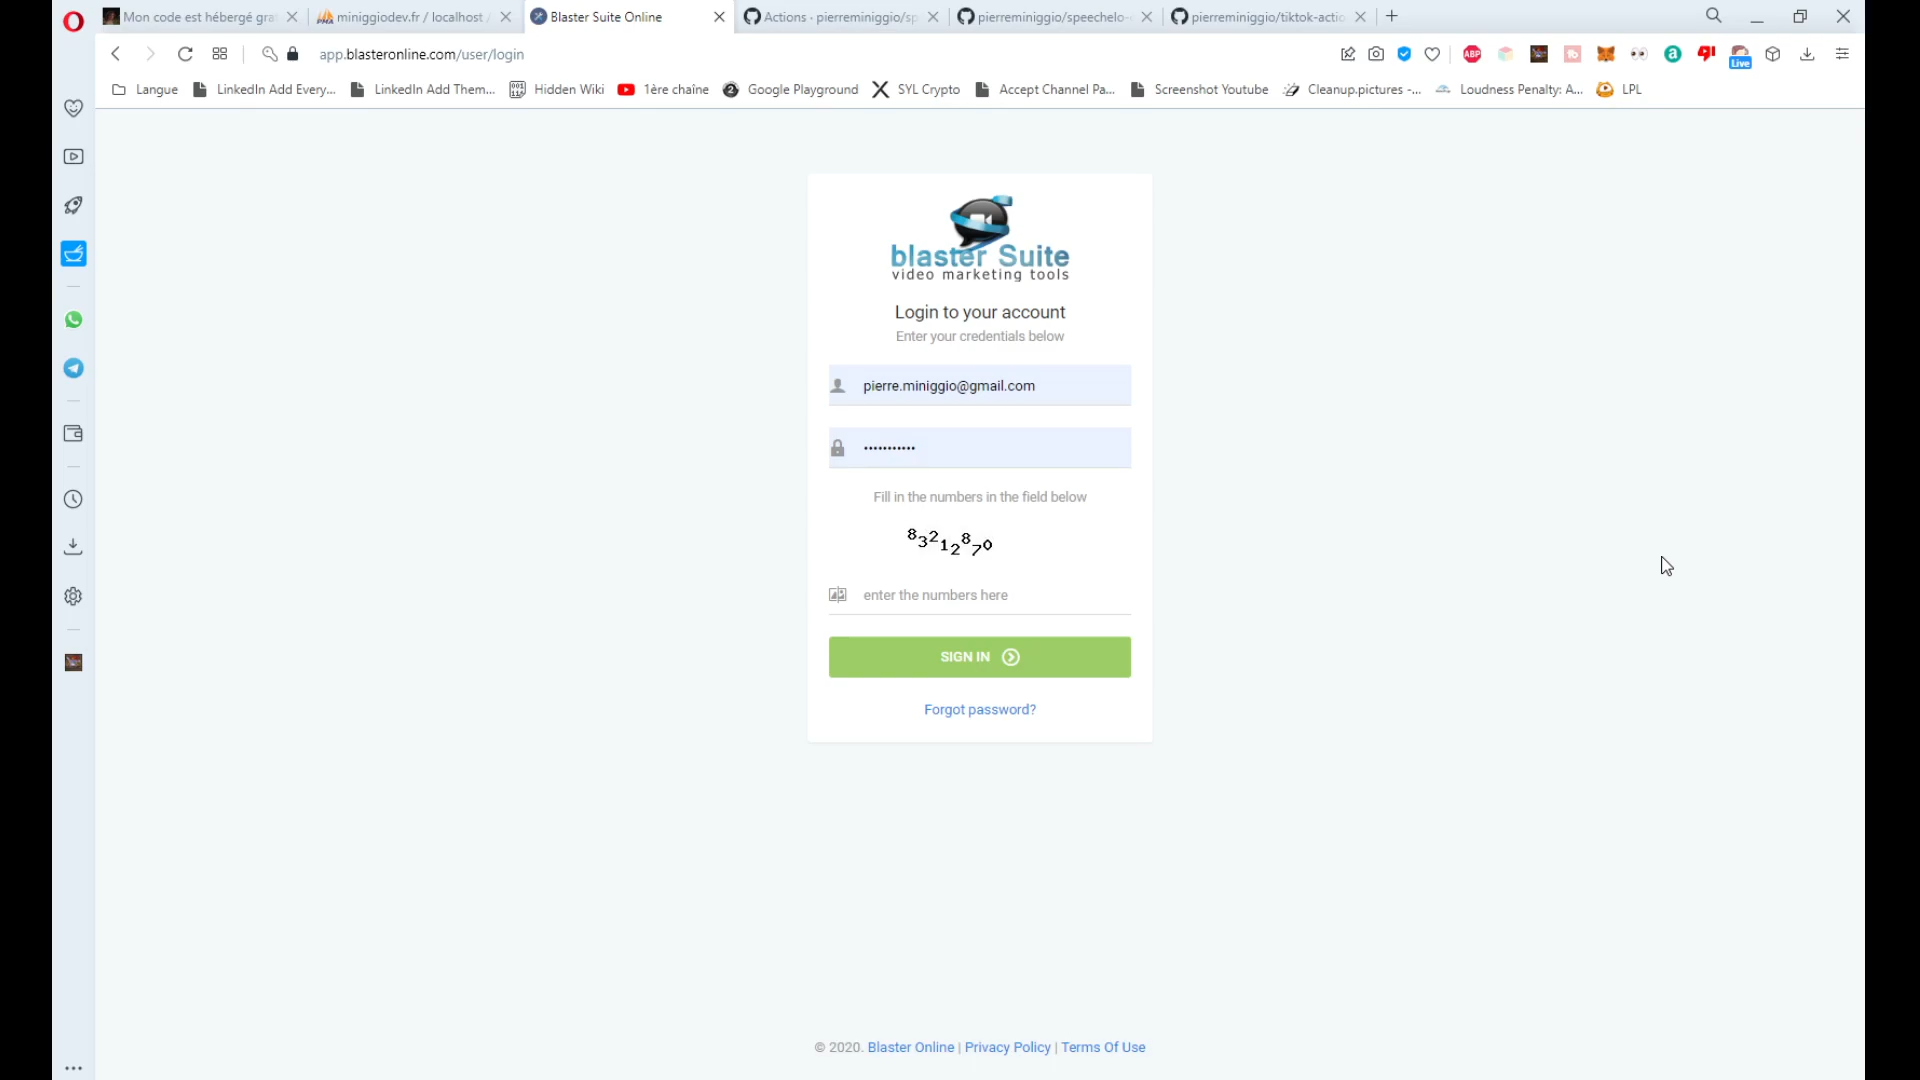 Mon code est hébergé gra
miniggiodev.fr / localhost /
Blaster Suite Online
Actions · pierreminiggio/sp
pierreminiggio/speechelo-
pierreminiggio/tiktok-actio
app.blasteronline.com/user/login
ABP
Live
Langue
LinkedIn Add Every...
LinkedIn Add Them...
Hidden Wiki
1ère chaîne
Google Playground
SYL Crypto
Accept Channel Pa...
Screenshot Youtube
Cleanup.pictures -...
Loudness Penalty: A...
LPL
blaster Suite
video marketing tools
Login to your account
Enter your credentials below
pierre.miniggio@gmail.com
•••••••••••
Fill in the numbers in the field below
83212870
enter the numbers here
SIGN IN
Forgot password?
© 2020. Blaster Online | Privacy Policy | Terms Of Use